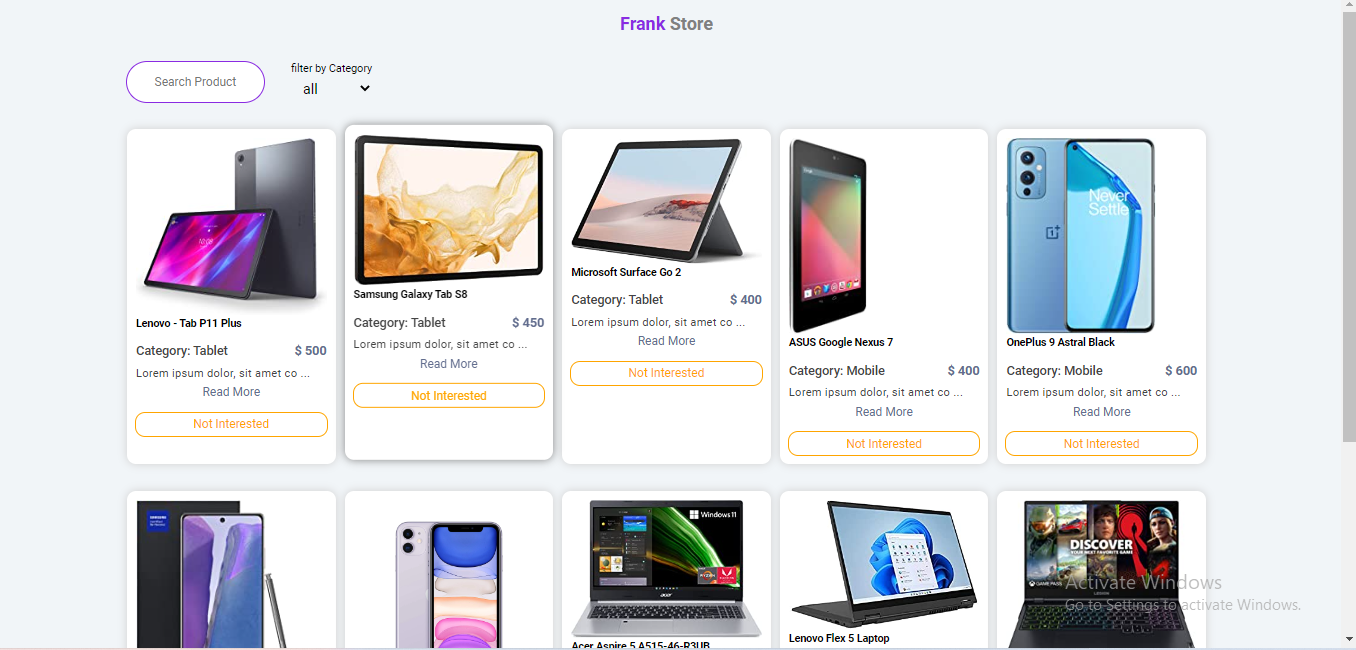 Frank Store
filter by Category
Search Product
all
Lenovo - Tab P11 Plus
Category: Tablet $ 500
Lorem ipsum dolor, sit amet co ...
Read More
Not Interested
Samsung Galaxy Tab S8
Category: Tablet $ 450
Lorem ipsum dolor, sit amet co ...
Read More
Not Interested
Microsoft Surface Go 2
Category: Tablet $ 400
Lorem ipsum dolor, sit amet co ...
Read More
Not Interested
ASUS Google Nexus 7
Category: Mobile $ 400
Lorem ipsum dolor, sit amet co ...
Read More
Not Interested
Never
Settle
OnePlus 9 Astral Black
Category: Mobile $ 600
Lorem ipsum dolor, sit amet co ...
Read More
Not Interested
SAMSUNG
Windows 11
RYZEN
acer
Acer Aspire 5 A515-46-R3UB
Lenovo Flex 5 Laptop
DISCOVER
YOUR NEXT FAVORITE GAME
GAME PASS
LEGION
Activate Windows
Go to Settings to activate Windows.